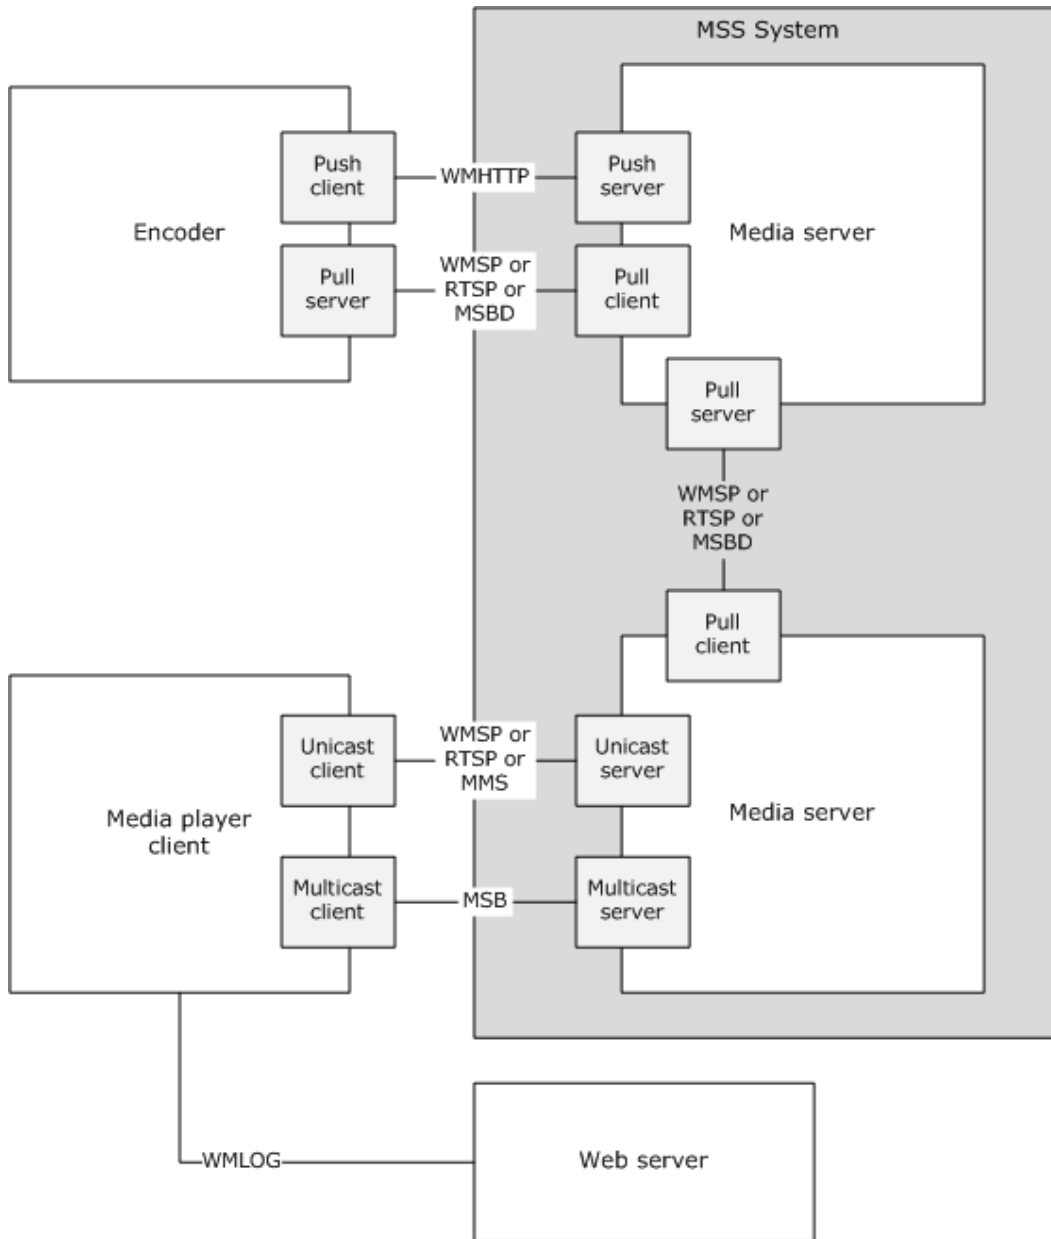 MSS System
Encoder
Push
client
WMHTTP
Push
server
Media server
Pull
server
WMSP or
RTSP or
MSBD
Pull
client
Pull
server
WMSP or
RTSP or
MSBD
Pull
client
Media player
client
Unicast
client
WMSP or
RTSP or
MMS
Unicast
server
Media server
Multicast
client
MSB
Multicast
server
WMLOG
Web server